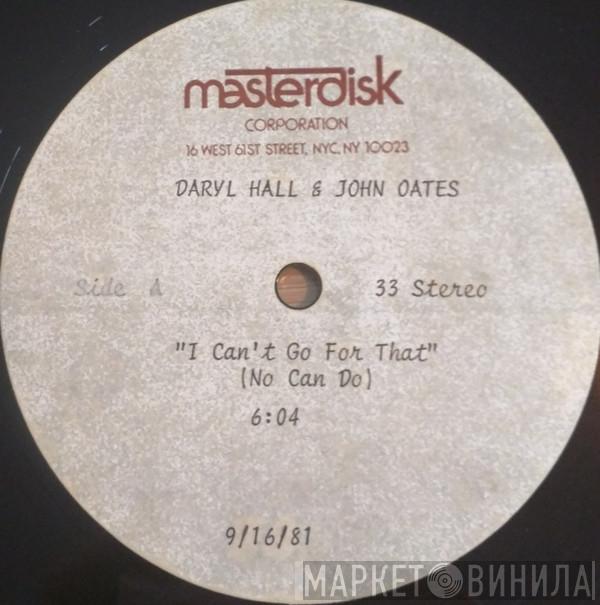 masterdisk
CORPORATION
16 WEST 61ST STREET, NYC, NY 10023
DARYL HALL & JOHN OATES
Side A
33 Stereo
"I Can't Go For That"
(No Can Do)
6:04
9/16/81
МАРКЕТ ВИНИЛА